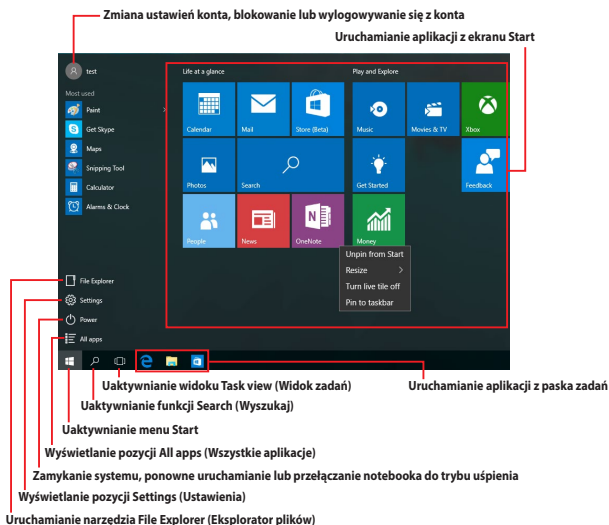 Zmiana ustawień konta, blokowanie lub wylogowywanie się z konta
Uruchamianie aplikacji z ekranu Start
test
Life at a glance
Play and Explore
Most used
Paint
Get Skype
Maps
Snipping Tool
Calculator
Alarms & Clock
Calendar
Mail
Store (Beta)
Music
Movies & TV
Xbox
Photos
Search
Get Started
Feedback
People
News
OneNote
Money
Unpin from Start
Resize
Turn live tile off
Pin to taskbar
File Explorer
Settings
Power
All apps
Uaktywnianie widoku Task view (Widok zadań)
Uruchamianie aplikacji z paska zadań
Uaktywnianie funkcji Search (Wyszukaj)
Uaktywnianie menu Start
Wyświetlanie pozycji All apps (Wszystkie aplikacje)
Zamykanie systemu, ponowne uruchamianie lub przełączanie notebooka do trybu uśpienia
Wyświetlanie pozycji Settings (Ustawienia)
Uruchamianie narzędzia File Explorer (Eksplorator plików)